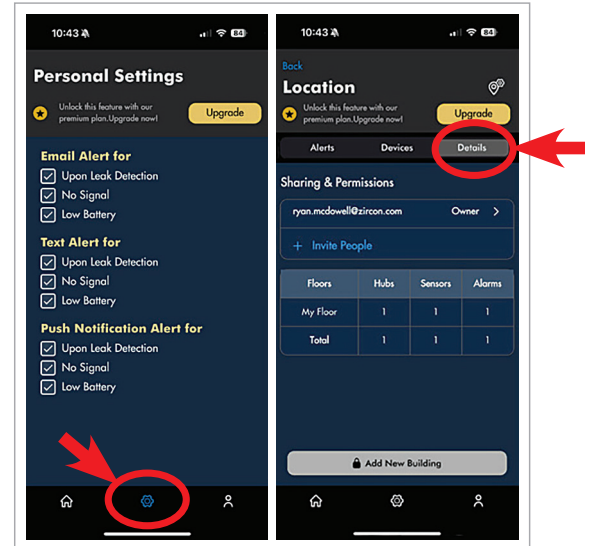 10:43
84
Personal Settings
Unlock this feature with our
premium plan.Upgrade now!
Upgrade
Email Alert for
Upon Leak Detection
No Signal
Low Battery
Text Alert for
Upon Leak Detection
No Signal
Low Battery
Push Notification Alert for
Upon Leak Detection
No Signal
Low Battery
10:43
84
Back
Location
Unlock this feature with our
premium plan.Upgrade now!
Upgrade
Alerts Devices Details
Sharing & Permissions
ryan.mcdowell@zircon.com Owner >
+ Invite People
Floors Hubs Sensors Alarms
My Floor 1 1 1
Total 1 1 1
Add New Building